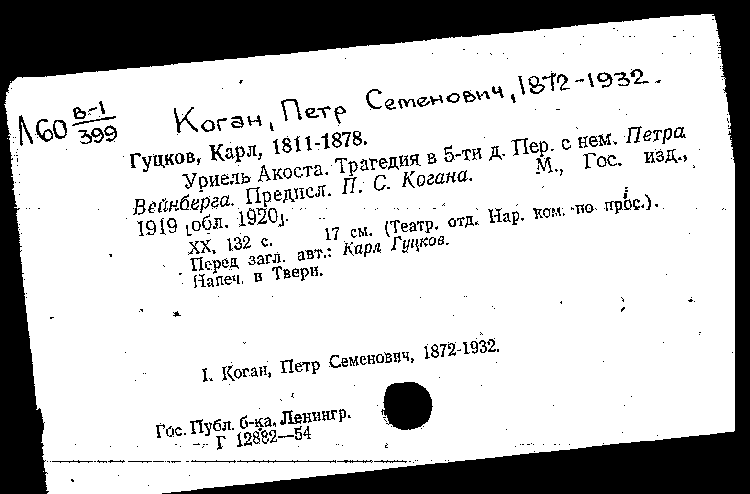 Л60 В-1/399
Коган, Петр Семенович, 1872-1932.
Гуцков, Карл, 1811-1878.
Уриель Акоста. Трагедия в 5-ти д. Пер. с нем. Петра
Вейнберга. Предисл. П. С. Когана. М., Гос. изд.,
1919 [обл. 1920].
XX, 132 с. 17 см. (Театр. отд. Нар. ком. по прос.).
Перед загл. авт.: Карл Гуцков.
Напеч. в Твери.
I. Коган, Петр Семенович, 1872-1932.
Гос. Публ. б-ка. Ленингр.
Г 12882—54